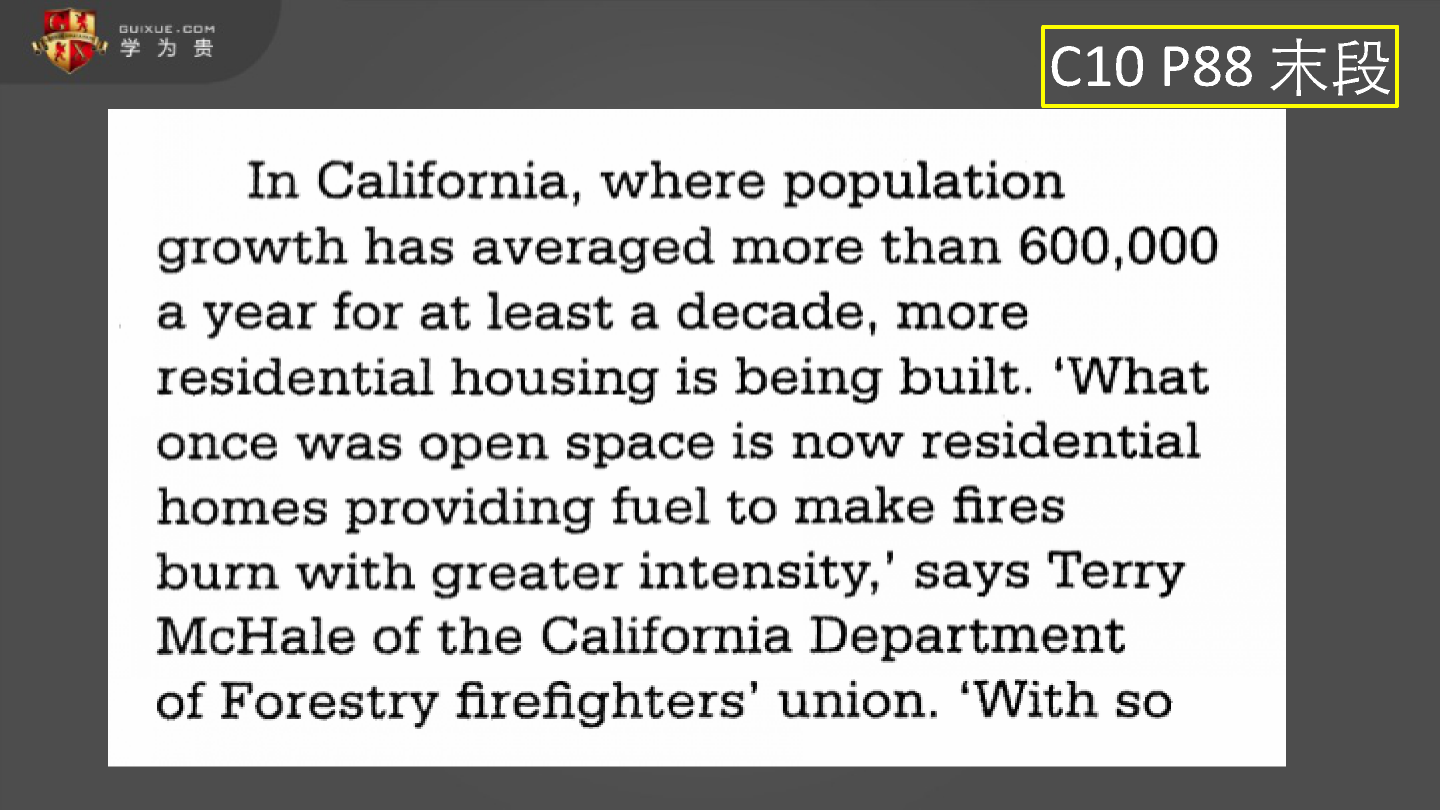 GUIXUE.COM
学为贵
C10 P88 末段
In California, where population
growth has averaged more than 600,000
a year for at least a decade, more
residential housing is being built. ‘What
once was open space is now residential
homes providing fuel to make fires
burn with greater intensity,’ says Terry
McHale of the California Department
of Forestry firefighters’ union. ‘With so